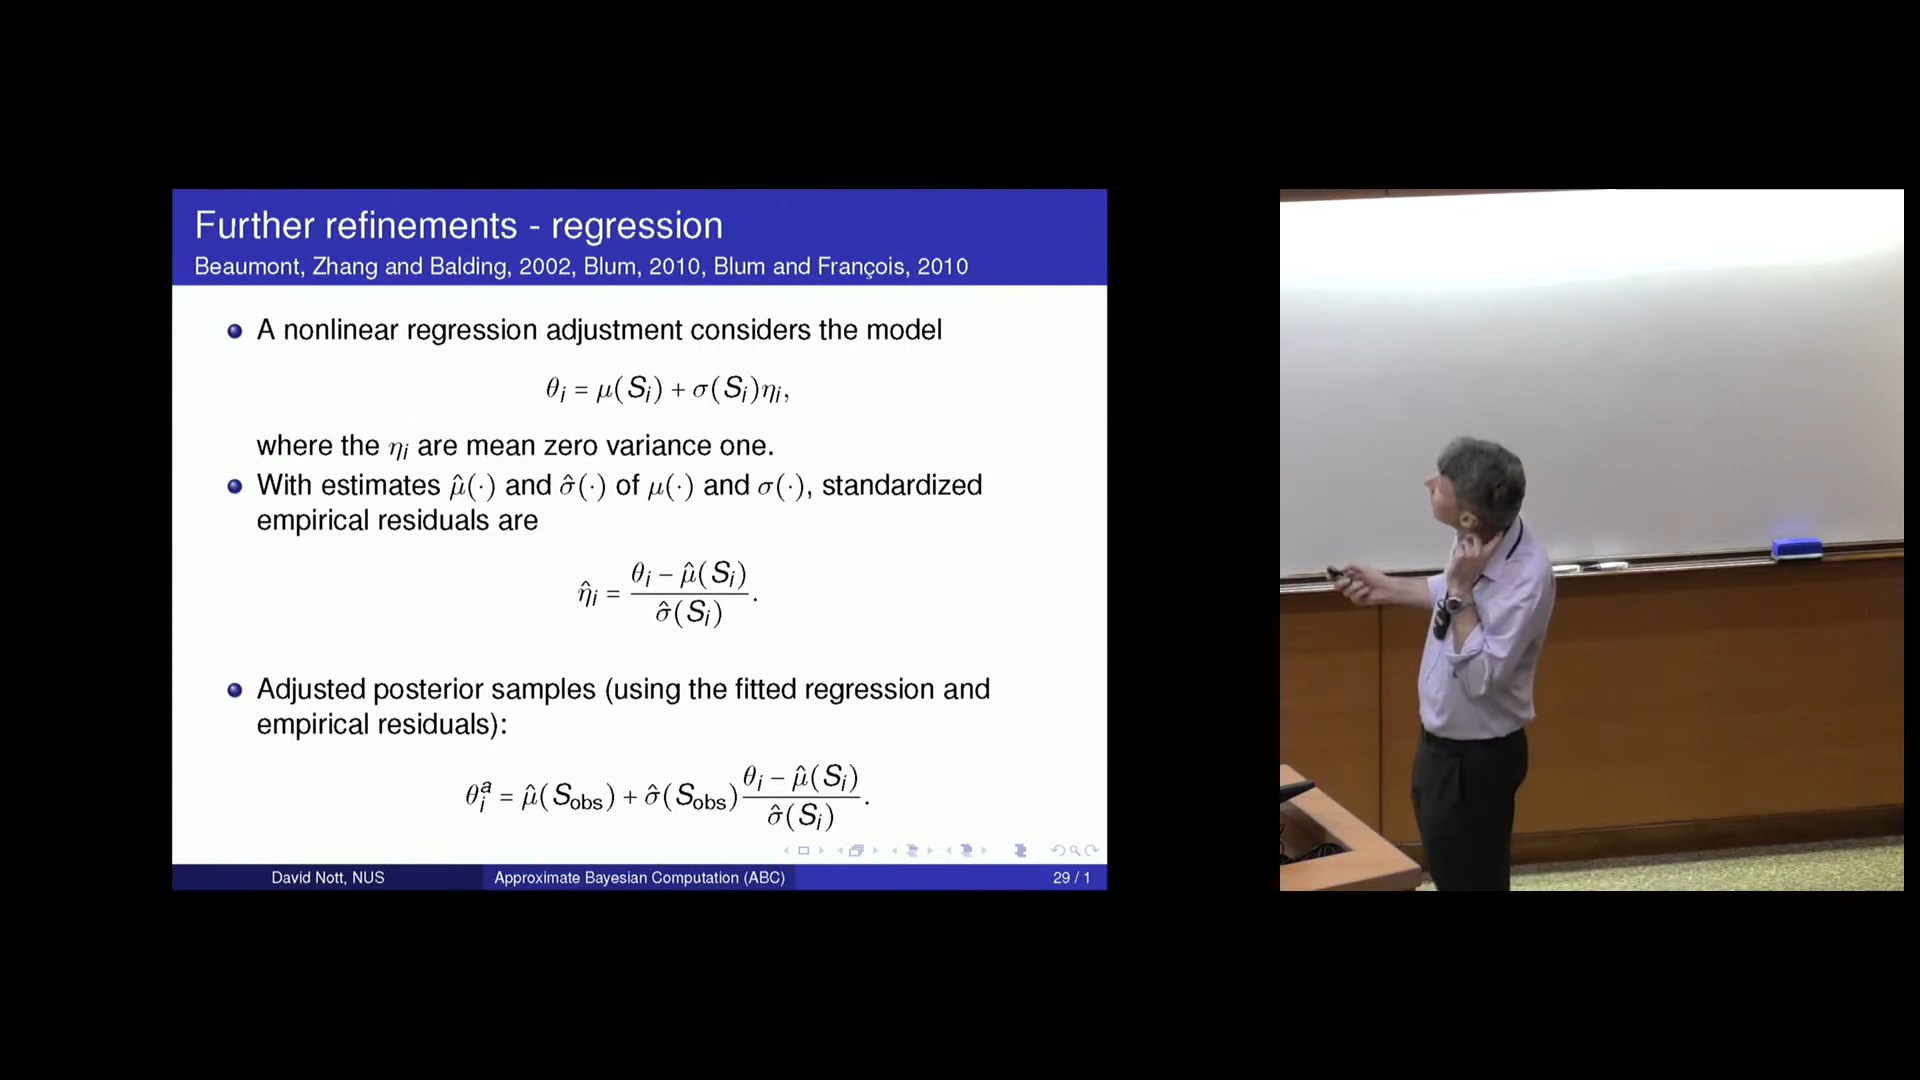 Further refinements - regression
Beaumont, Zhang and Balding, 2002, Blum, 2010, Blum and François, 2010
A nonlinear regression adjustment considers the model
θᵢ = μ(Sᵢ) + σ(Sᵢ)ηᵢ,
where the ηᵢ are mean zero variance one.
With estimates μ̂(·) and σ̂(·) of μ(·) and σ(·), standardized
empirical residuals are
η̂ᵢ = (θᵢ − μ̂(Sᵢ)) / σ̂(Sᵢ).
Adjusted posterior samples (using the fitted regression and
empirical residuals):
θᵢᵃ = μ̂(S_obs) + σ̂(S_obs) (θᵢ − μ̂(Sᵢ)) / σ̂(Sᵢ).
David Nott, NUS
Approximate Bayesian Computation (ABC)
29 / 1